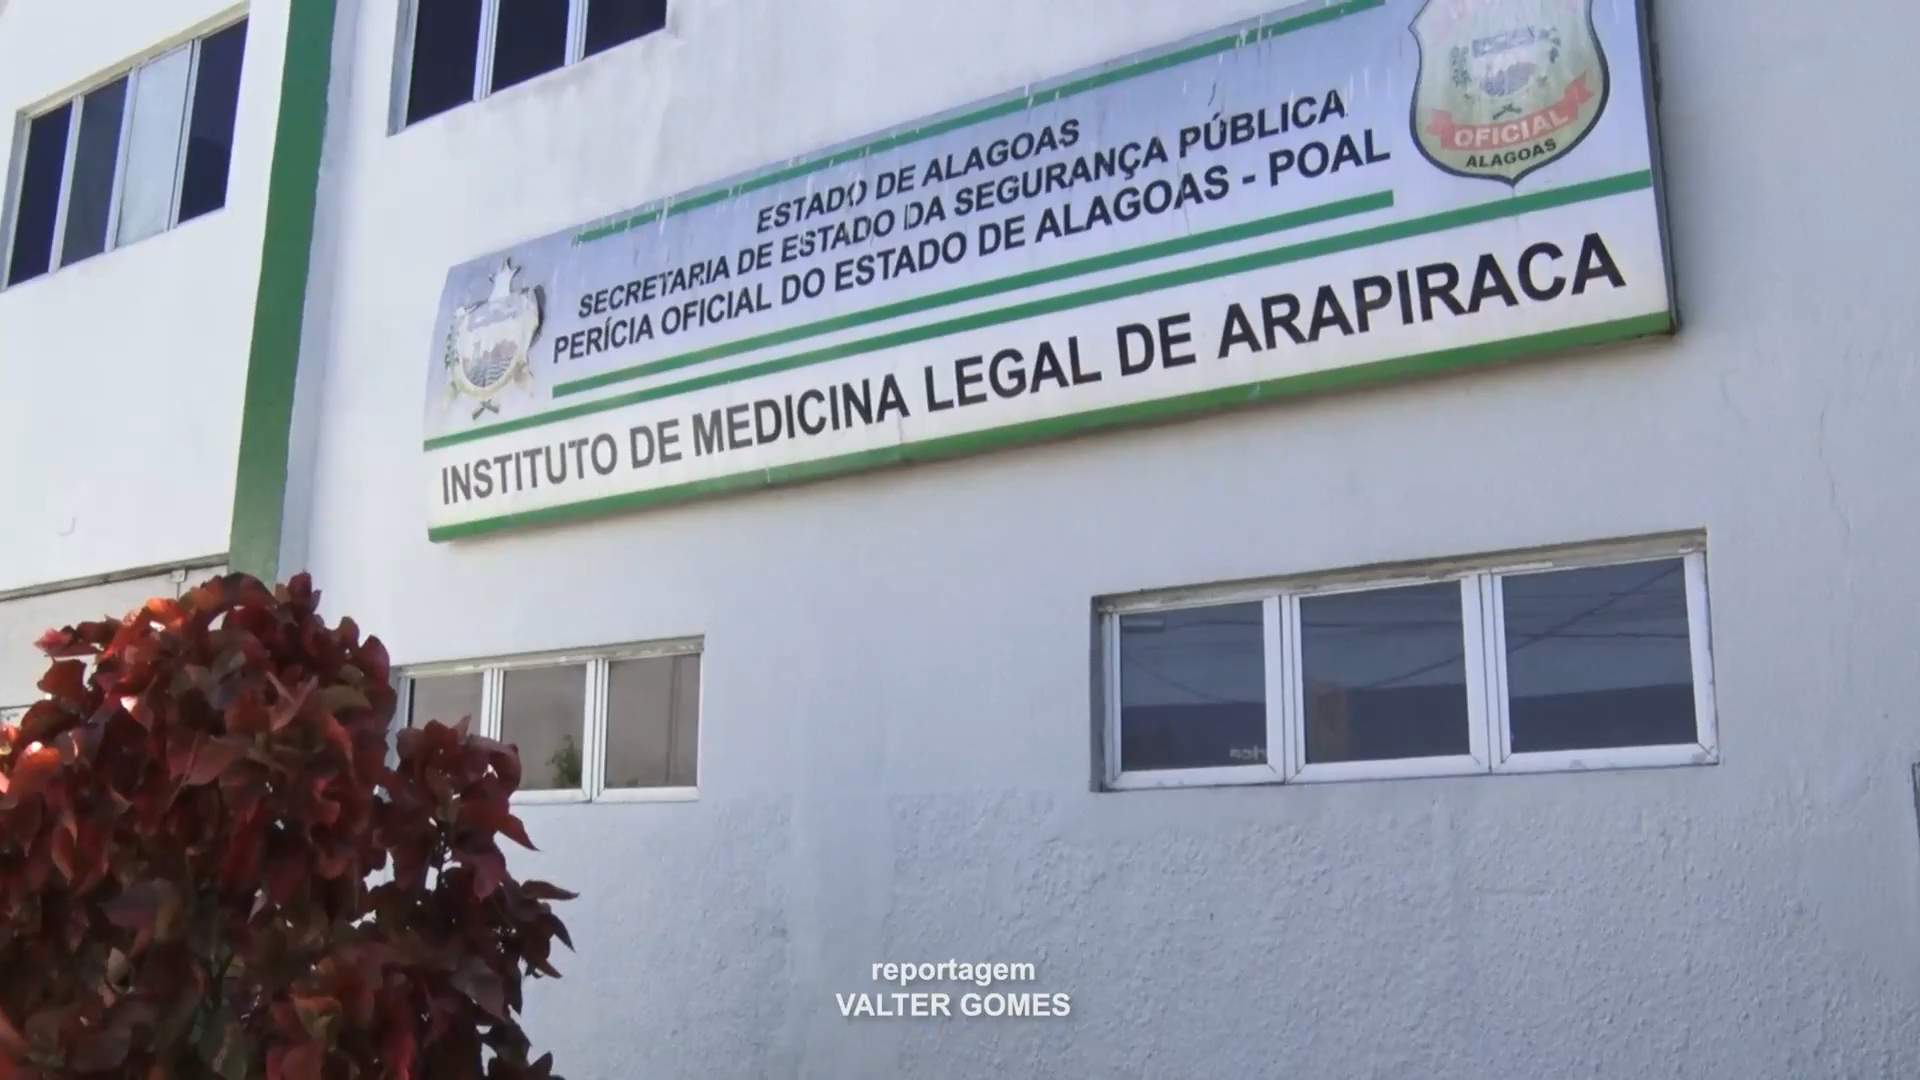 ESTADO DE ALAGOAS
SECRETARIA DE ESTADO DA SEGURANÇA PÚBLICA
PERÍCIA OFICIAL DO ESTADO DE ALAGOAS - POAL
OFICIAL
ALAGOAS
INSTITUTO DE MEDICINA LEGAL DE ARAPIRACA
reportagem
VALTER GOMES